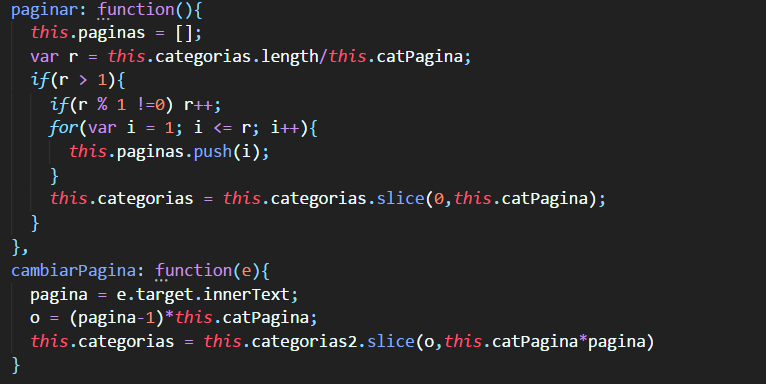 paginar: function(){
this.paginas = [];
var r = this.categorias.length/this.catPagina;
if(r > 1){
if(r % 1 !=0) r++;
for(var i = 1; i <= r; i++){
this.paginas.push(i);
}
this.categorias = this.categorias.slice(0,this.catPagina);
}
},
cambiarPagina: function(e){
pagina = e.target.innerText;
o = (pagina-1)*this.catPagina;
this.categorias = this.categorias2.slice(o,this.catPagina*pagina)
}